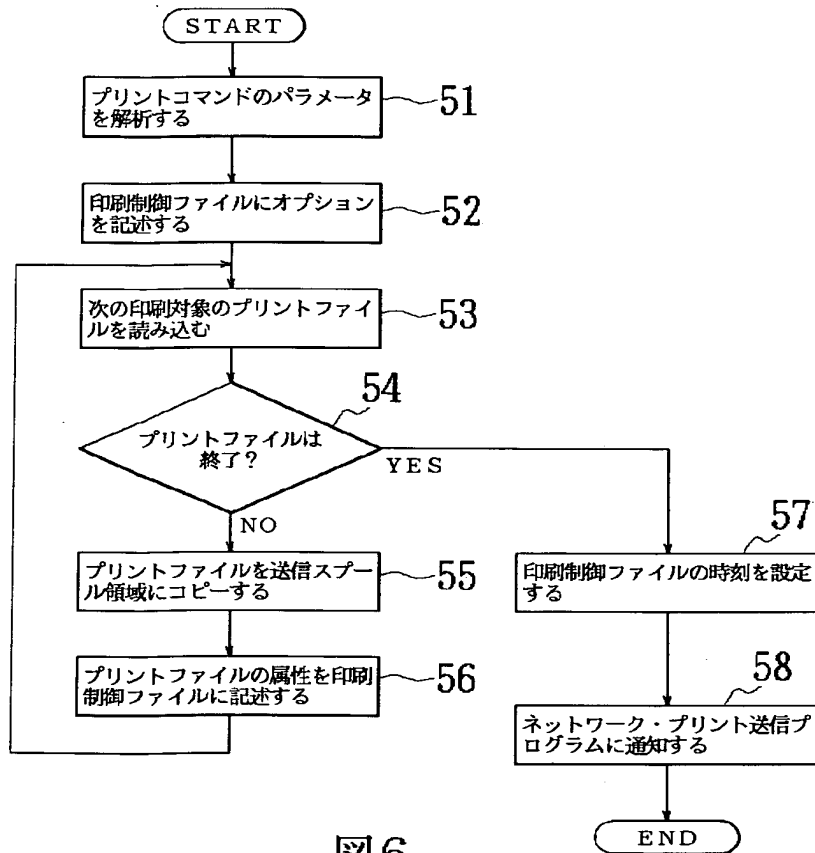 START
プリントコマンドのパラメータ
を解析する
51
印刷制御ファイルにオプション
を記述する
52
次の印刷対象のプリントファイ
ルを読み込む
53
54
プリントファイルは
終了?
YES
NO
プリントファイルを送信スプー
ル領域にコピーする
55
プリントファイルの属性を印刷
制御ファイルに記述する
56
57
印刷制御ファイルの時刻を設定
する
58
ネットワーク・プリント送信プ
ログラムに通知する
END
図6